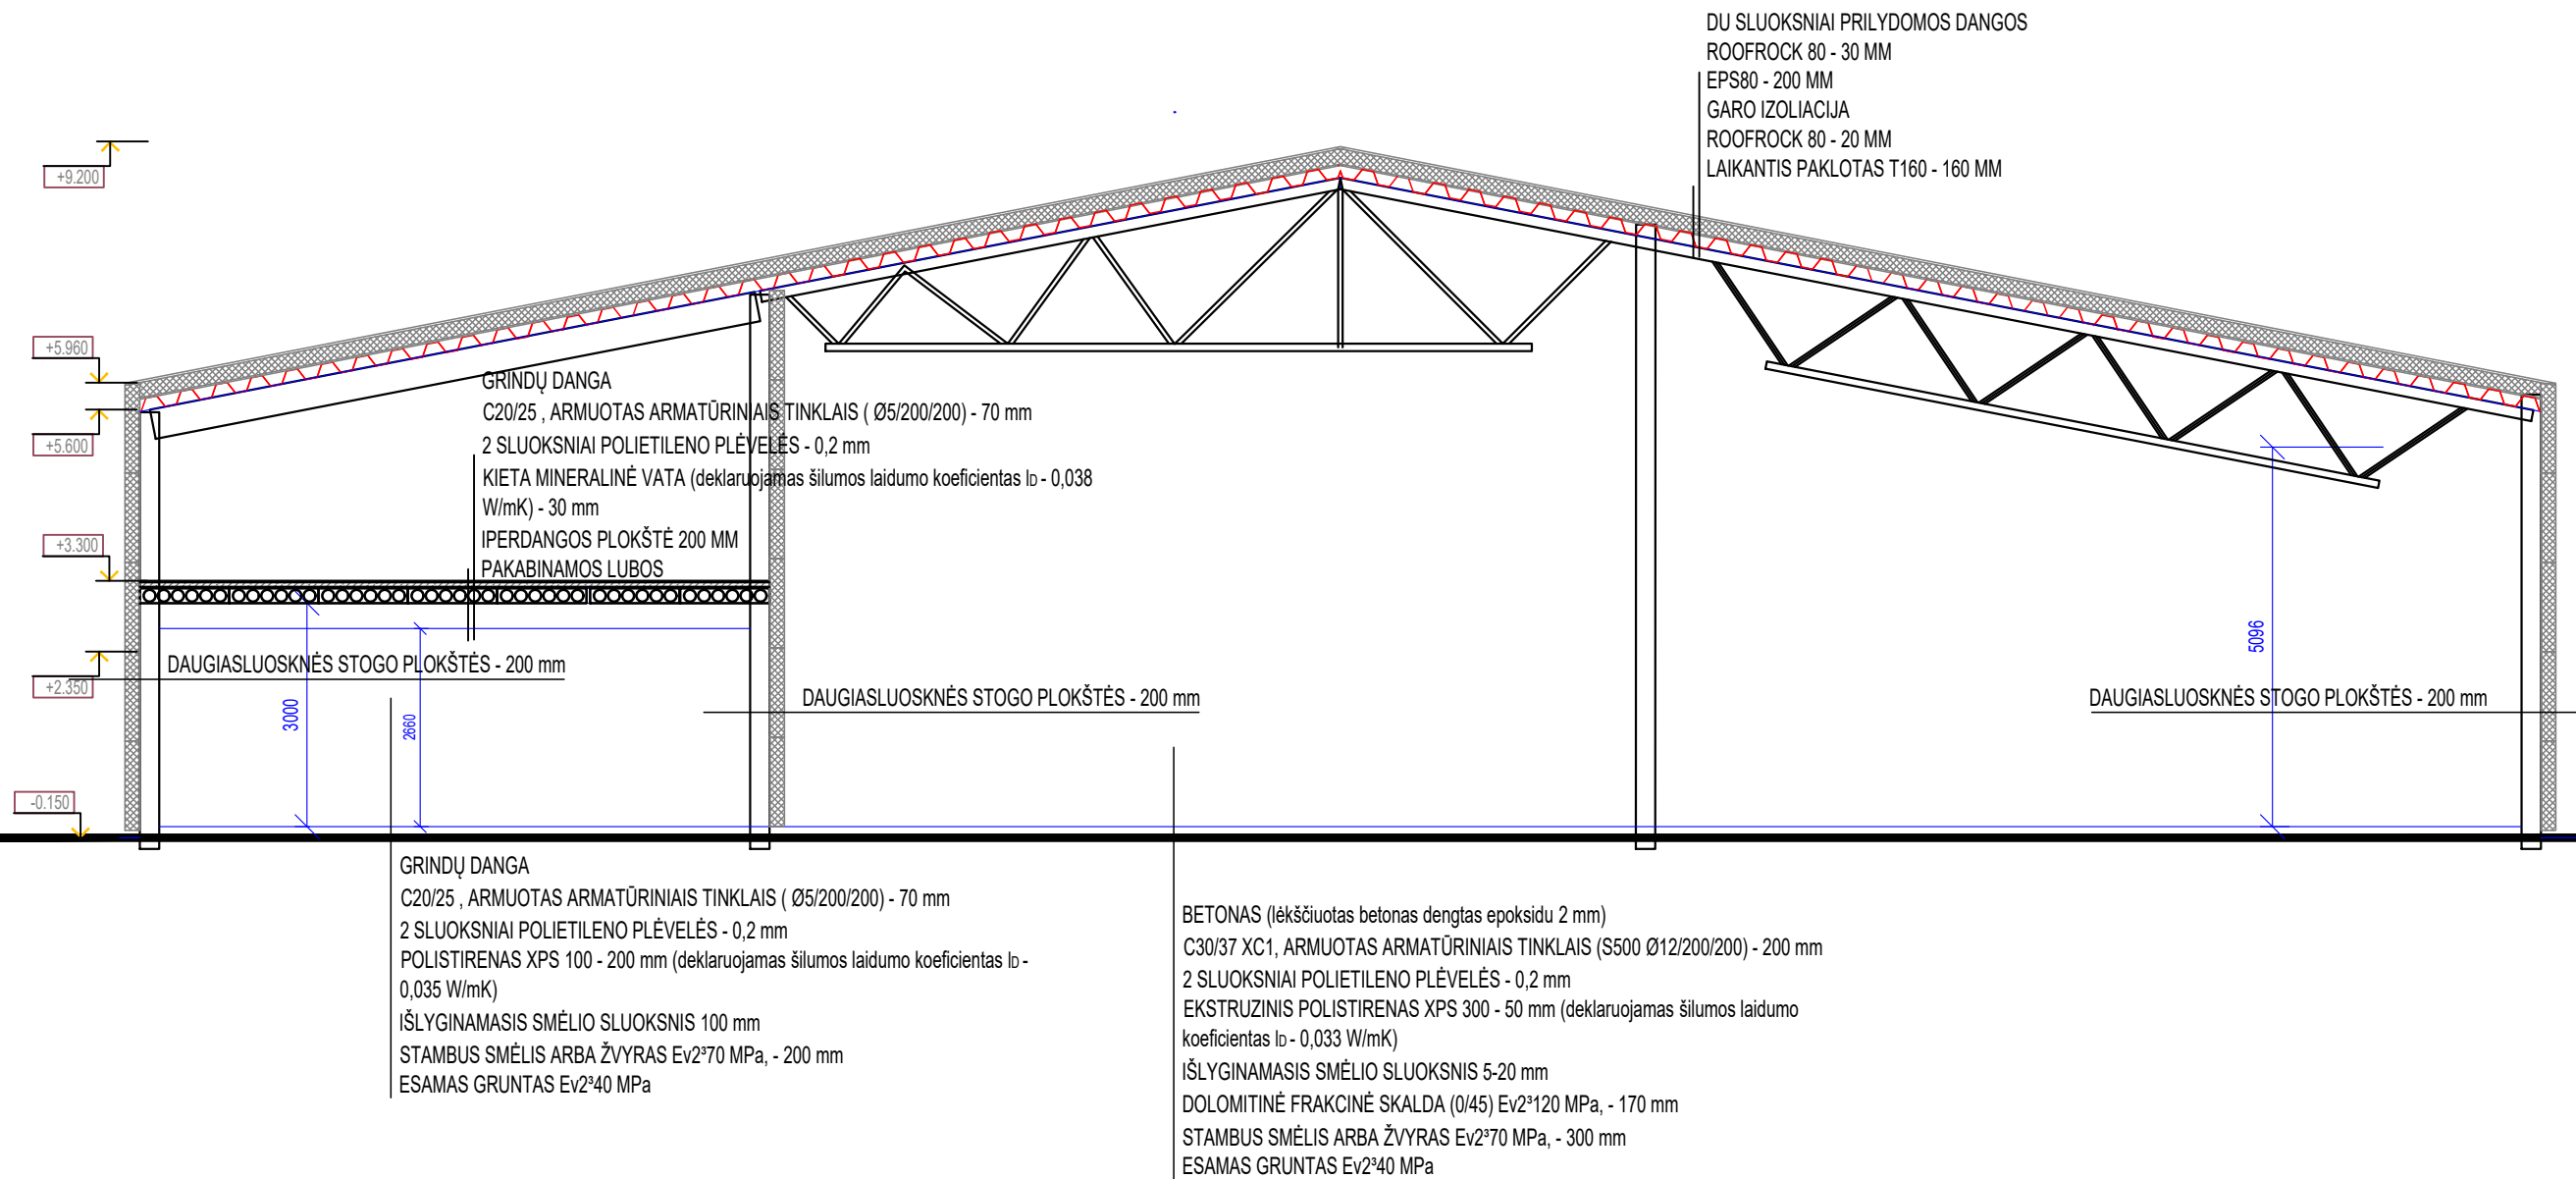 DU SLUOKSNIAI PRILYDOMOS DANGOS
ROOFROCK 80 - 30 MM
EPS80 - 200 MM
GARO IZOLIACIJA
ROOFROCK 80 - 20 MM
LAIKANTIS PAKLOTAS T160 - 160 MM
+9.200
+5.960
+5.600
+3.300
+2.350
-0.150
GRINDŲ DANGA
C20/25 , ARMUOTAS ARMATŪRINIAIS TINKLAIS ( Ø5/200/200) - 70 mm
2 SLUOKSNIAI POLIETILENO PLĖVELĖS - 0,2 mm
KIETA MINERALINĖ VATA (deklaruojamas šilumos laidumo koeficientas lD - 0,038
W/mK) - 30 mm
IPERDANGOS PLOKŠTĖ 200 MM
PAKABINAMOS LUBOS
DAUGIASLUOSKNĖS STOGO PLOKŠTĖS - 200 mm
3000
2660
DAUGIASLUOSKNĖS STOGO PLOKŠTĖS - 200 mm
5096
DAUGIASLUOSKNĖS STOGO PLOKŠTĖS - 200 mm
GRINDŲ DANGA
C20/25 , ARMUOTAS ARMATŪRINIAIS TINKLAIS ( Ø5/200/200) - 70 mm
2 SLUOKSNIAI POLIETILENO PLĖVELĖS - 0,2 mm
POLISTIRENAS XPS 100 - 200 mm (deklaruojamas šilumos laidumo koeficientas lD -
0,035 W/mK)
IŠLYGINAMASIS SMĖLIO SLUOKSNIS 100 mm
STAMBUS SMĖLIS ARBA ŽVYRAS Ev2³70 MPa, - 200 mm
ESAMAS GRUNTAS Ev2³40 MPa
BETONAS (lėkščiuotas betonas dengtas epoksidu 2 mm)
C30/37 XC1, ARMUOTAS ARMATŪRINIAIS TINKLAIS (S500 Ø12/200/200) - 200 mm
2 SLUOKSNIAI POLIETILENO PLĖVELĖS - 0,2 mm
EKSTRUZINIS POLISTIRENAS XPS 300 - 50 mm (deklaruojamas šilumos laidumo
koeficientas lD - 0,033 W/mK)
IŠLYGINAMASIS SMĖLIO SLUOKSNIS 5-20 mm
DOLOMITINĖ FRAKCINĖ SKALDA (0/45) Ev2³120 MPa, - 170 mm
STAMBUS SMĖLIS ARBA ŽVYRAS Ev2³70 MPa, - 300 mm
ESAMAS GRUNTAS Ev2³40 MPa